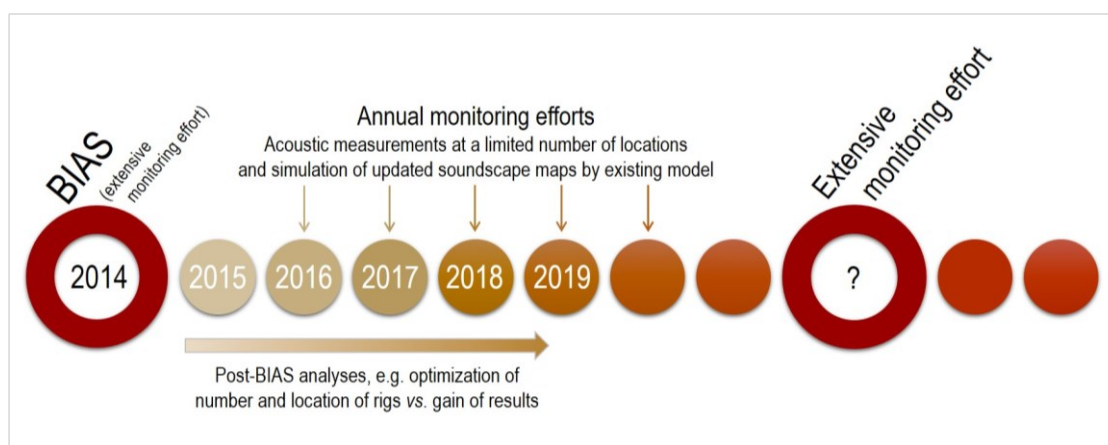 BIAS
(extensive
monitoring effort)
Annual monitoring efforts
Acoustic measurements at a limited number of locations
and simulation of updated soundscape maps by existing model
Extensive
monitoring effort
2014
2015
2016
2017
2018
2019
?
Post-BIAS analyses, e.g. optimization of
number and location of rigs vs. gain of results